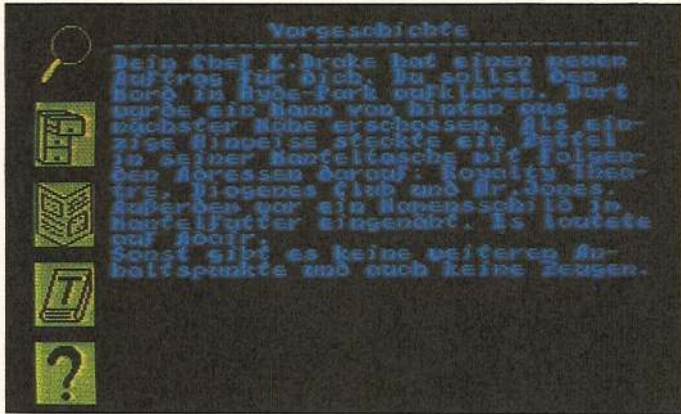 Vorgeschichte
Dein Chef K.Drake hat einen neuen
Auftrag für dich. Du sollst den
Mord in Hyde-Park aufklären. Dort
wurde ein Mann von hinten aus
nächster Nähe erschossen. Als ein-
zige Hinweise steckte ein Zettel
in seiner Manteltasche mit folgen-
den Adressen darauf: Royalty Thea-
tre, Diogenes Club und Mr.Jones.
Außerdem war ein Namensschild im
Mantelfutter eingenäht. Es lautete
auf Adair.
Sonst gibt es keine weiteren An-
haltspunkte und auch keine Zeugen.
T
?